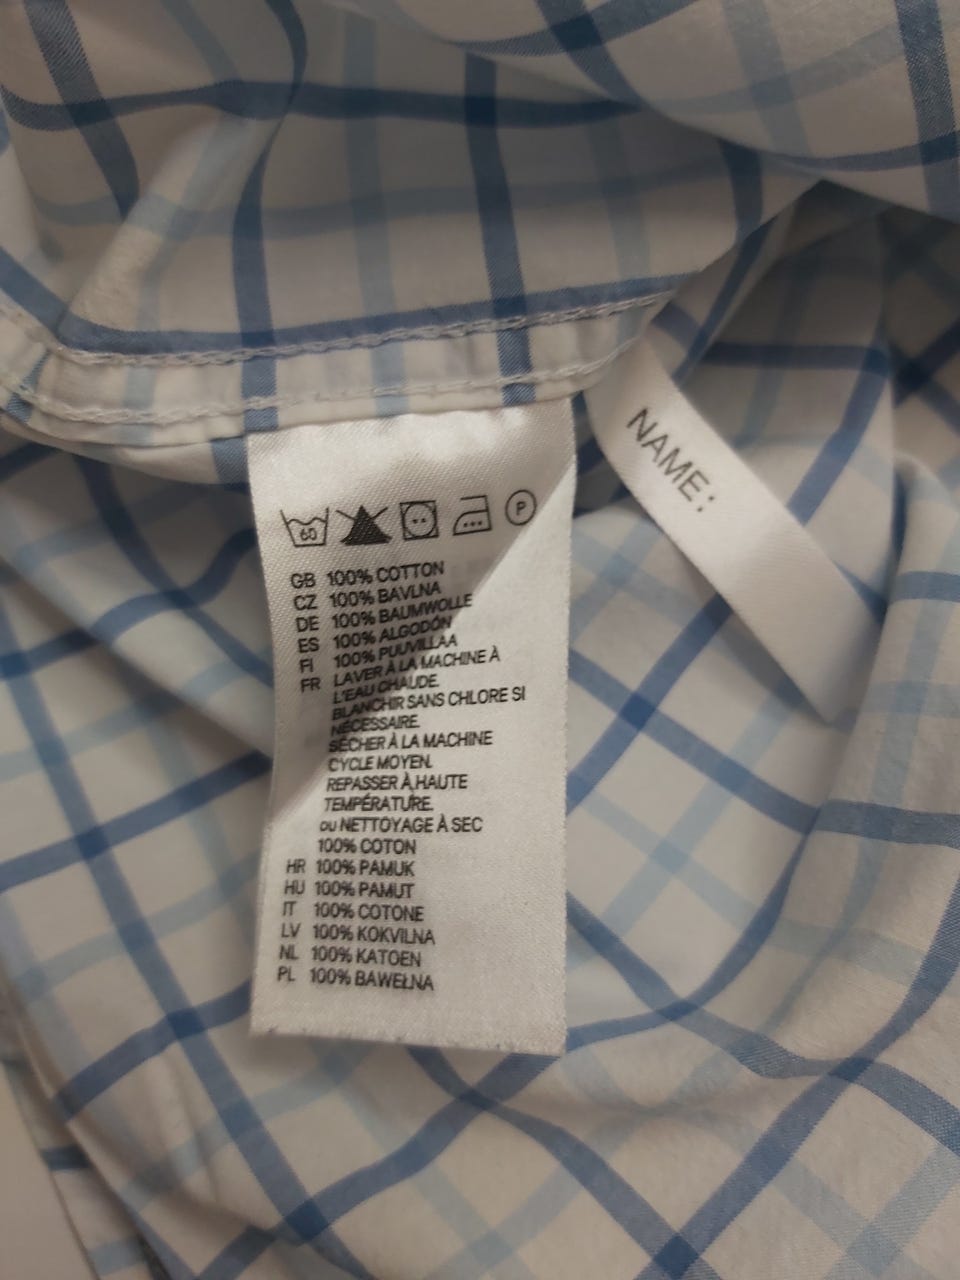 NAME:
60
P
GB 100% COTTON
CZ 100% BAVLNA
DE 100% BAUMWOLLE
ES 100% ALGODÓN
FI 100% PUUVILLAA
FR LAVER À LA MACHINE À
L'EAU CHAUDE.
BLANCHIR SANS CHLORE SI
NÉCESSAIRE.
SÉCHER À LA MACHINE
CYCLE MOYEN.
REPASSER À HAUTE
TEMPÉRATURE.
ou NETTOYAGE À SEC
100% COTON
HR 100% PAMUK
HU 100% PAMUT
IT 100% COTONE
LV 100% KOKVILNA
NL 100% KATOEN
PL 100% BAWEŁNA